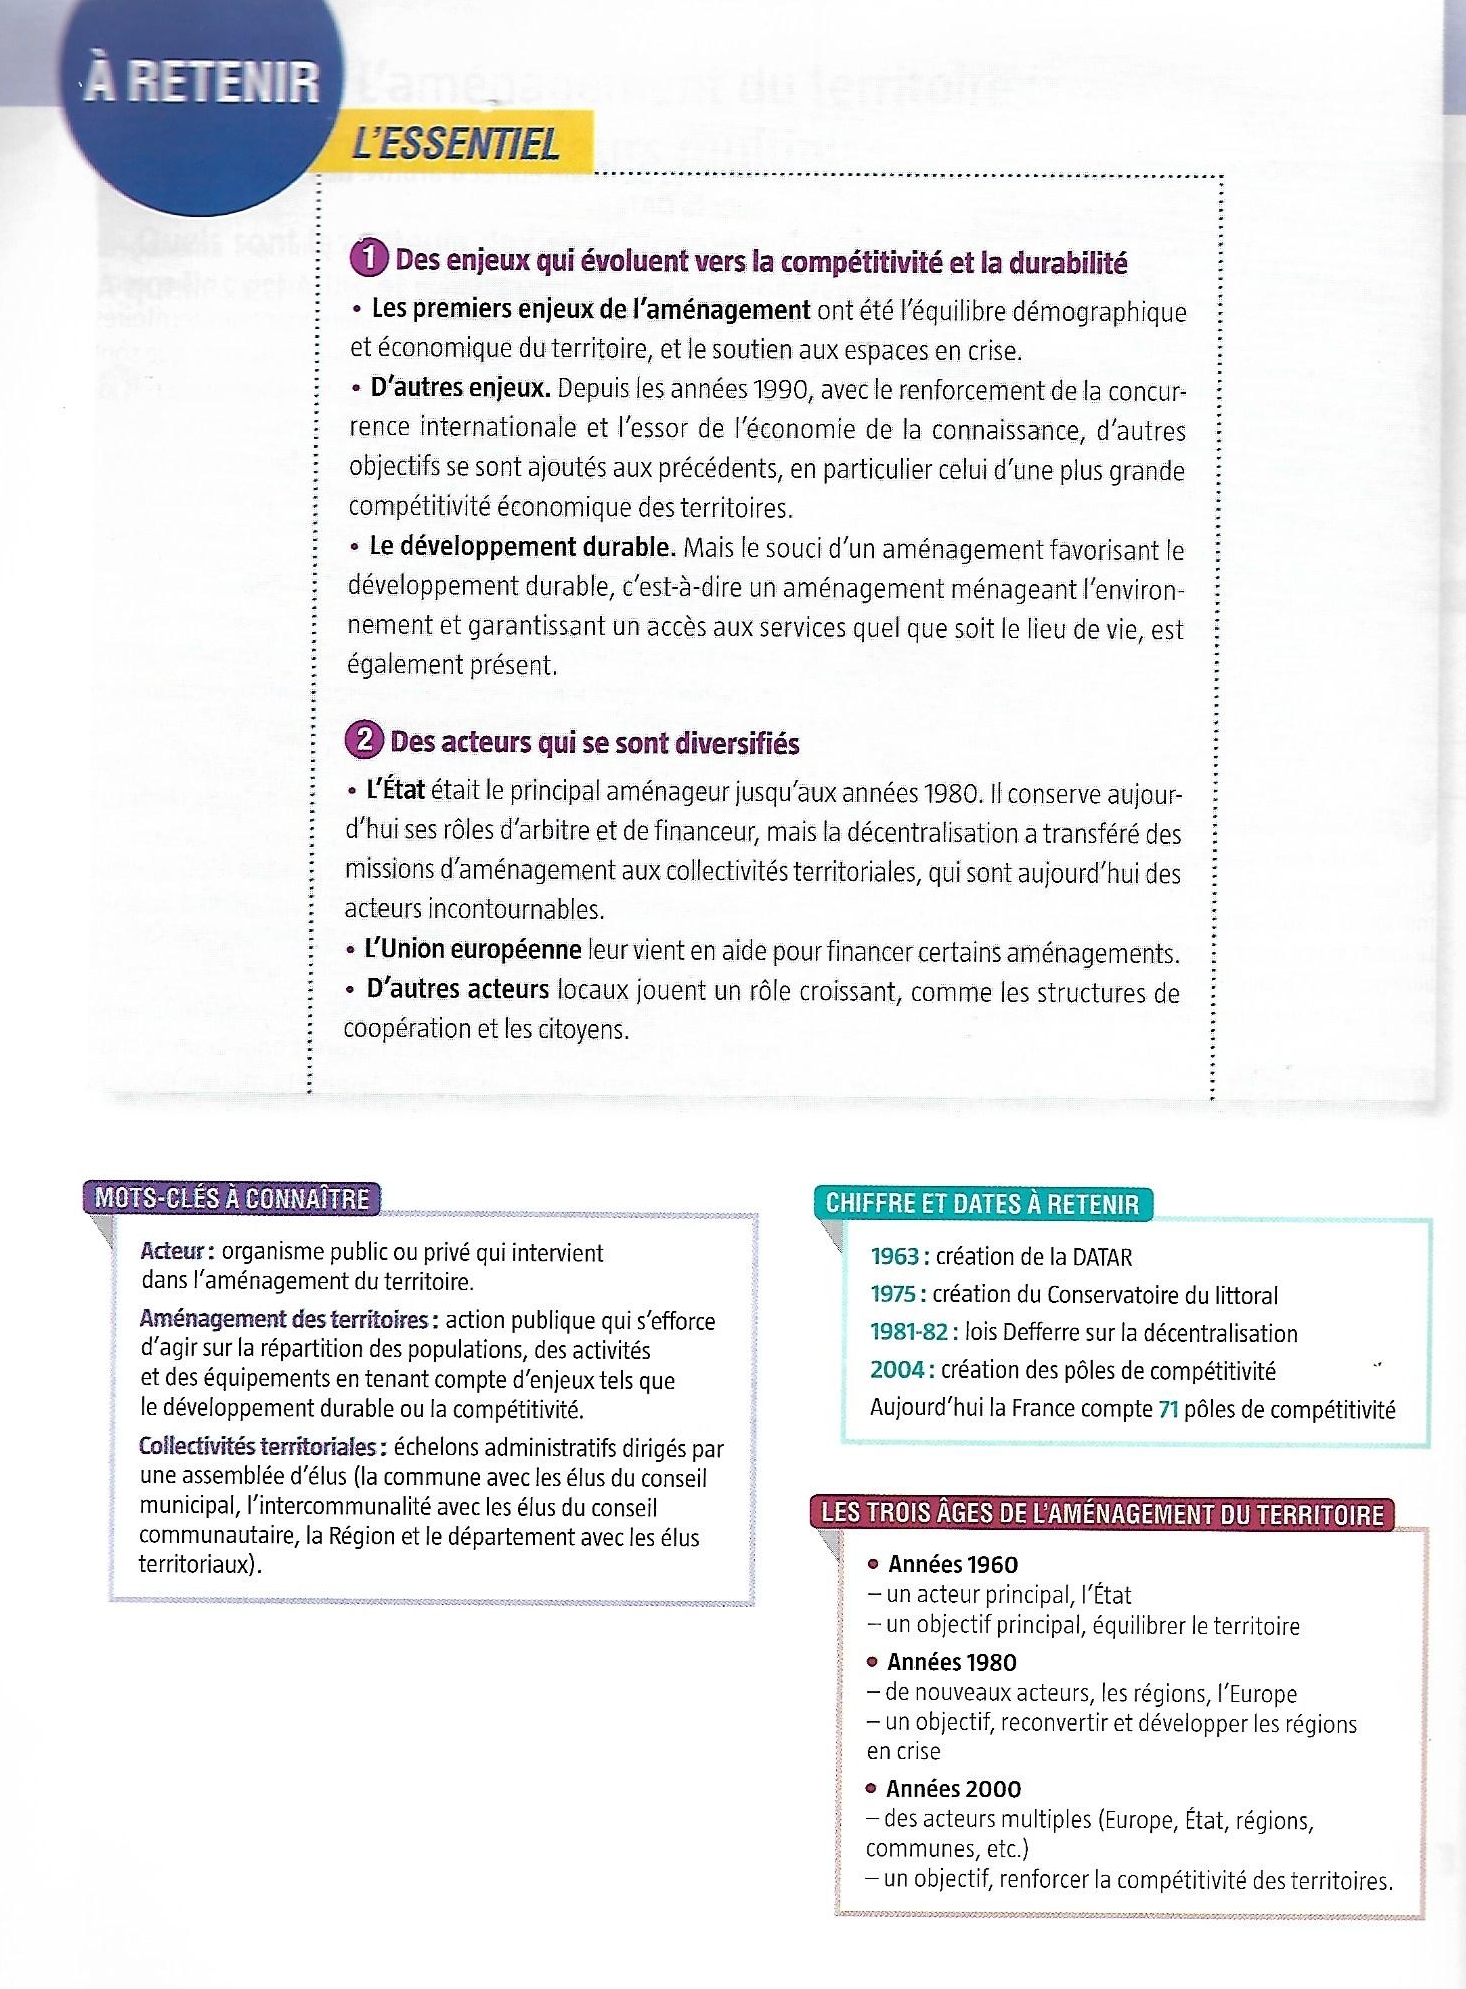 À RETENIR
L'ESSENTIEL
1 Des enjeux qui évoluent vers la compétitivité et la durabilité
• Les premiers enjeux de l'aménagement ont été l'équilibre démographique
et économique du territoire, et le soutien aux espaces en crise.
• D'autres enjeux. Depuis les années 1990, avec le renforcement de la concur-
rence internationale et l'essor de l'économie de la connaissance, d'autres
objectifs se sont ajoutés aux précédents, en particulier celui d'une plus grande
compétitivité économique des territoires.
• Le développement durable. Mais le souci d'un aménagement favorisant le
développement durable, c'est-à-dire un aménagement ménageant l'environ-
nement et garantissant un accès aux services quel que soit le lieu de vie, est
également présent.
2 Des acteurs qui se sont diversifiés
• L'État était le principal aménageur jusqu'aux années 1980. Il conserve aujour-
d'hui ses rôles d'arbitre et de financeur, mais la décentralisation a transféré des
missions d'aménagement aux collectivités territoriales, qui sont aujourd'hui des
acteurs incontournables.
• L'Union européenne leur vient en aide pour financer certains aménagements.
• D'autres acteurs locaux jouent un rôle croissant, comme les structures de
coopération et les citoyens.
MOTS-CLÉS À CONNAÎTRE
Acteur : organisme public ou privé qui intervient
dans l'aménagement du territoire.
Aménagement des territoires : action publique qui s'efforce
d'agir sur la répartition des populations, des activités
et des équipements en tenant compte d'enjeux tels que
le développement durable ou la compétitivité.
Collectivités territoriales : échelons administratifs dirigés par
une assemblée d'élus (la commune avec les élus du conseil
municipal, l'intercommunalité avec les élus du conseil
communautaire, la Région et le département avec les élus
territoriaux).
CHIFFRE ET DATES À RETENIR
1963 : création de la DATAR
1975 : création du Conservatoire du littoral
1981-82 : lois Defferre sur la décentralisation
2004 : création des pôles de compétitivité
Aujourd'hui la France compte 71 pôles de compétitivité
LES TROIS ÂGES DE L'AMÉNAGEMENT DU TERRITOIRE
• Années 1960
– un acteur principal, l'État
– un objectif principal, équilibrer le territoire
• Années 1980
– de nouveaux acteurs, les régions, l'Europe
– un objectif, reconvertir et développer les régions
en crise
• Années 2000
– des acteurs multiples (Europe, État, régions,
communes, etc.)
– un objectif, renforcer la compétitivité des territoires.